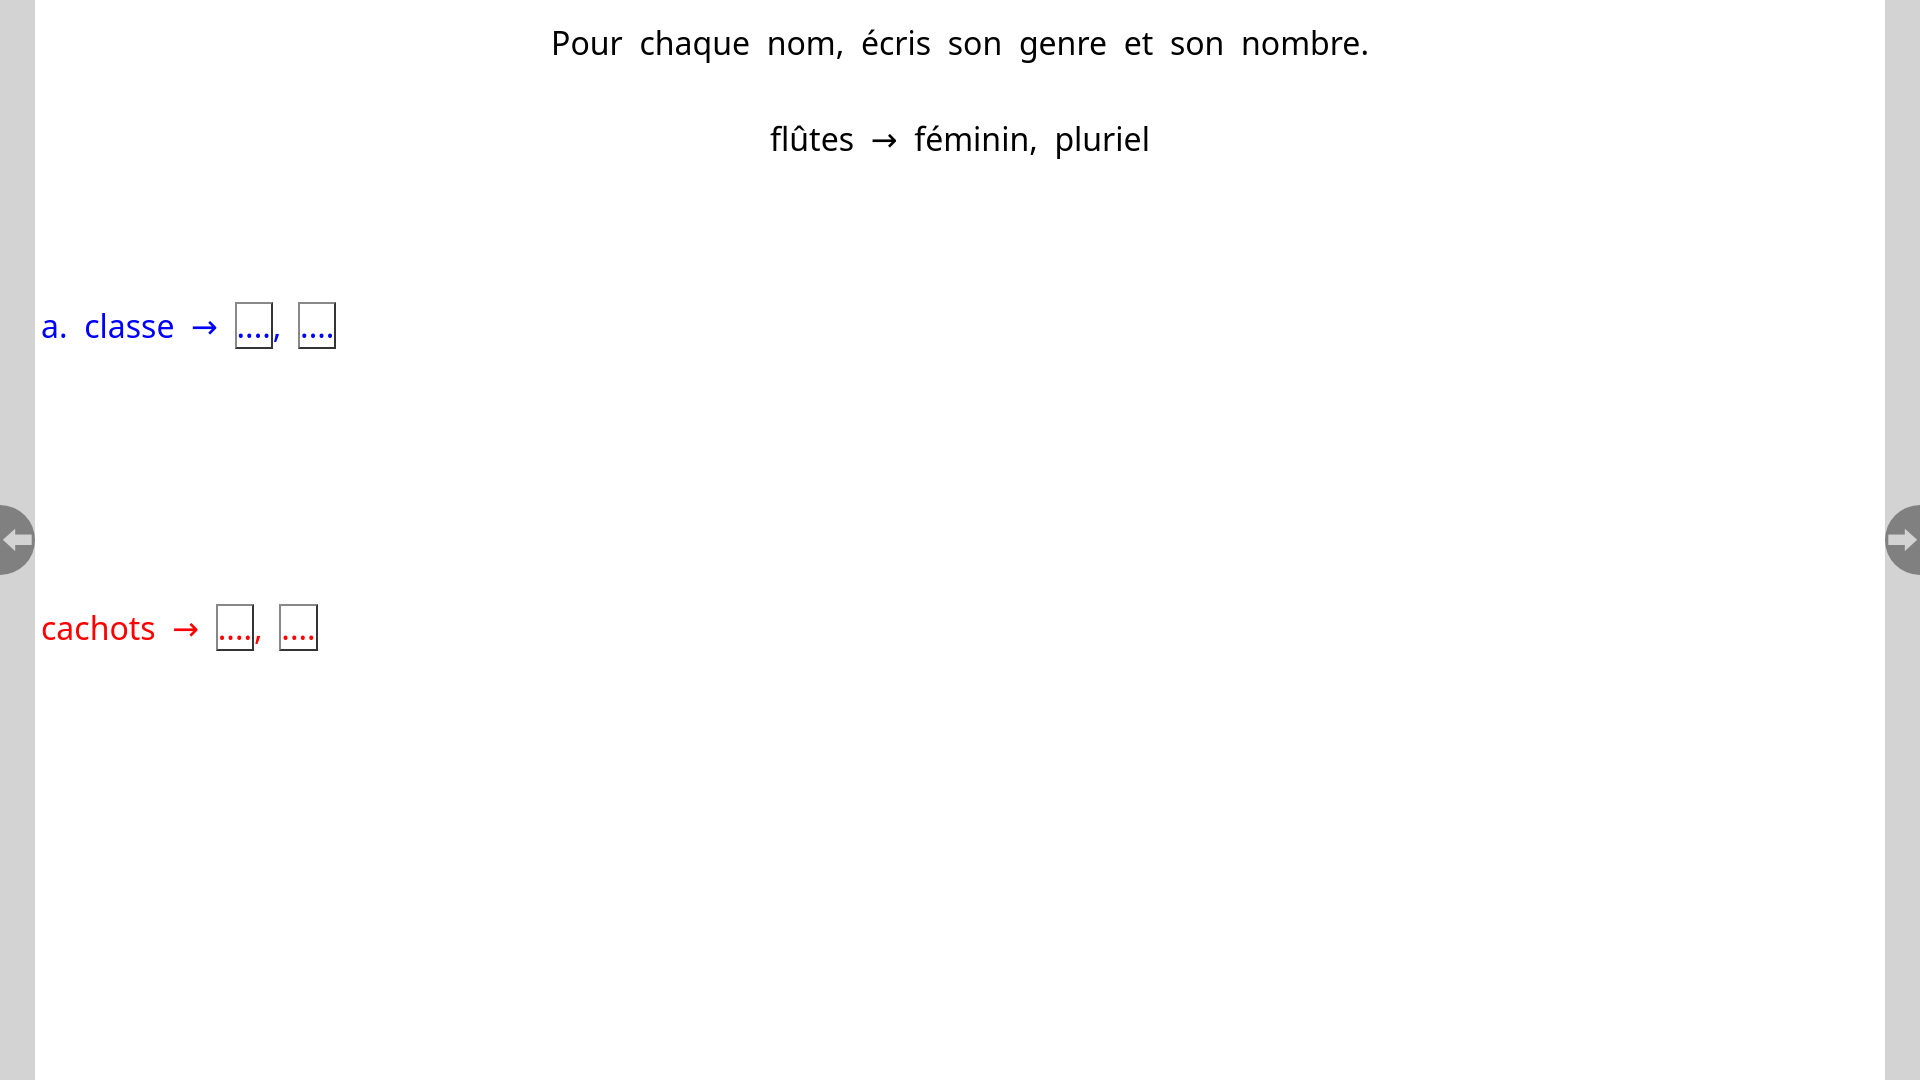 Pour chaque nom, écris son genre et son nombre.
flûtes → féminin, pluriel
a. classe → ...., ....
cachots → ...., ....